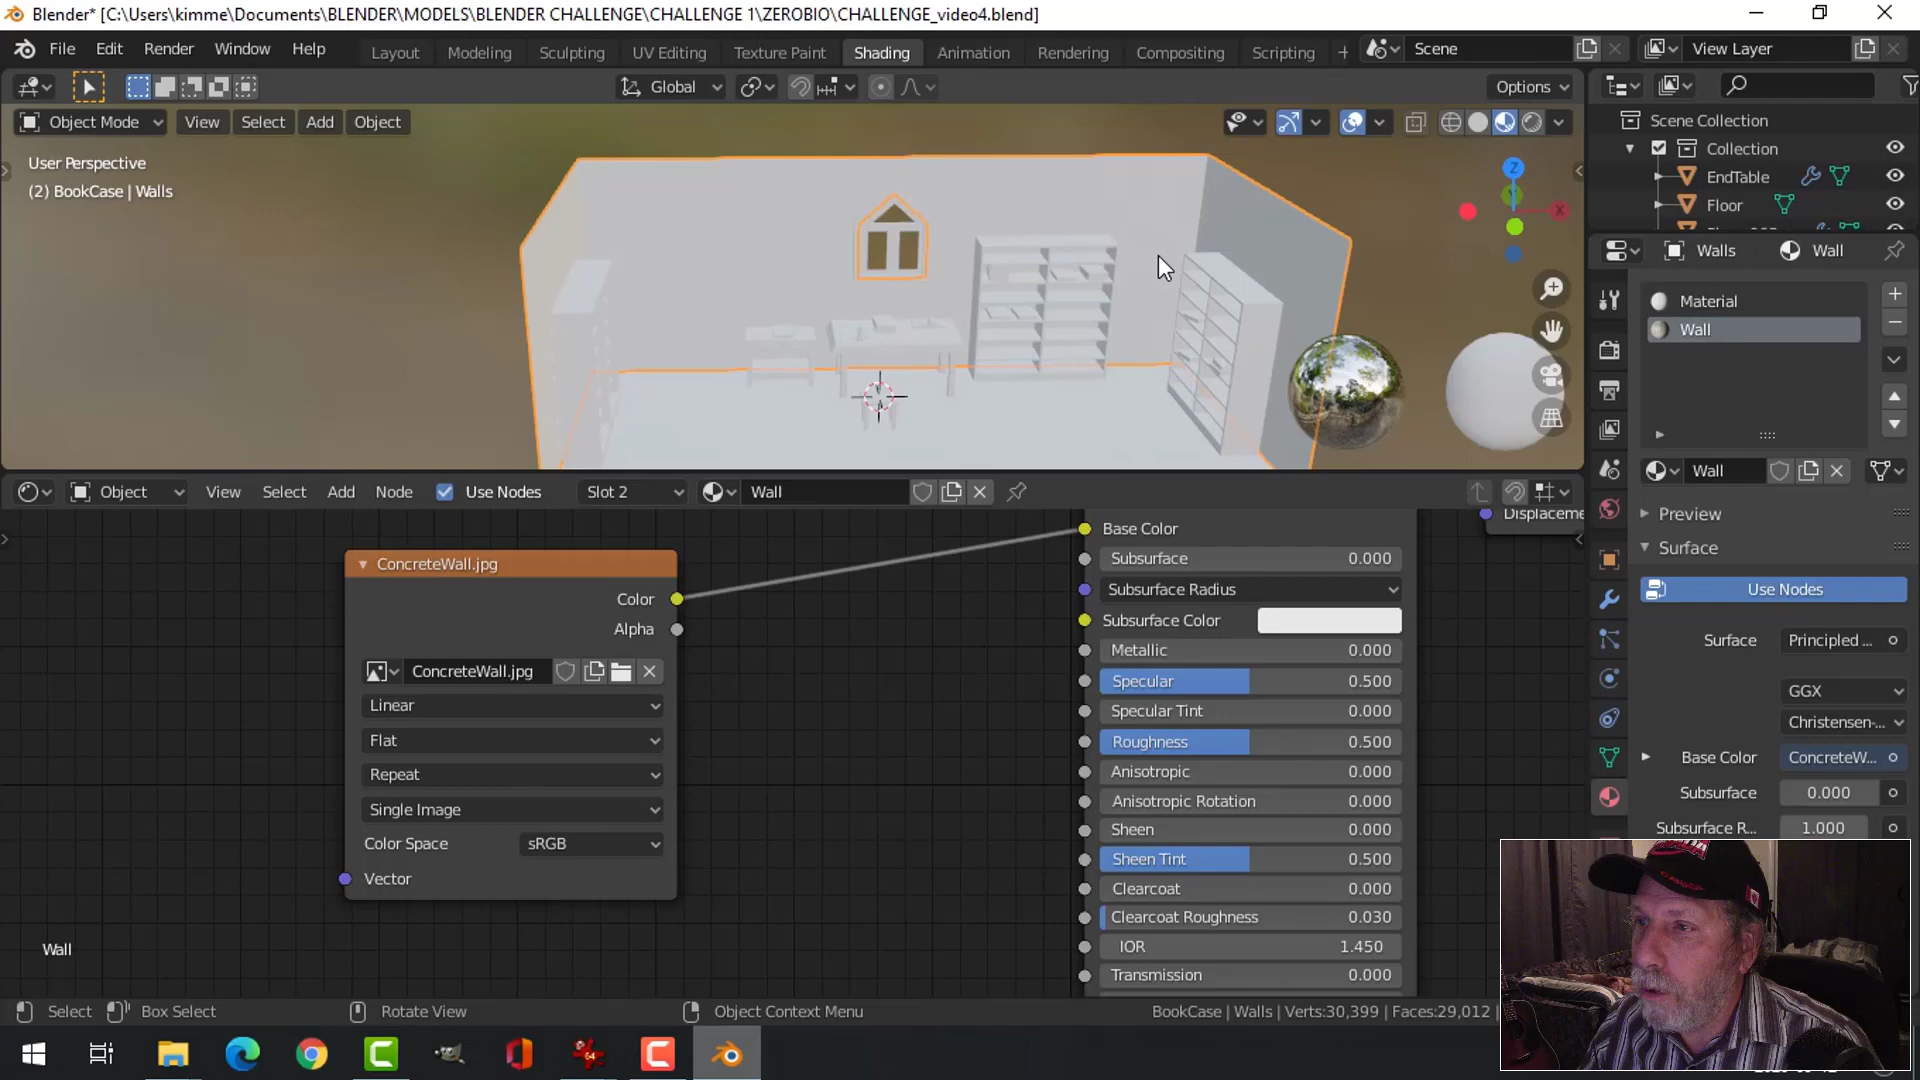 Blender* [C:\Users\kimme\Documents\BLENDER\MODELS\BLENDER CHALLENGE\CHALLENGE 1\ZEROBIO\CHALLENGE_video4.blend]
File Edit Render Window Help Layout Modeling Sculpting UV Editing Texture Paint Shading Animation Rendering Compositing Scripting + Scene View Layer
Global Options
Object Mode View Select Add Object
Scene Collection
User Perspective
Collection
(2) BookCase | Walls
EndTable
Floor
Walls Wall
Material
Wall
Wall
Object View Select Add Node Use Nodes Slot 2 Wall
Preview
Displaceme
Surface
Base Color
ConcreteWall.jpg
Subsurface 0.000
Subsurface Radius
Use Nodes
Color
Subsurface Color
Alpha
Metallic 0.000
Surface Principled ...
ConcreteWall.jpg
Specular 0.500
GGX
Linear
Specular Tint 0.000
Christensen-...
Flat
Roughness 0.500
Base Color ConcreteW...
Repeat
Anisotropic 0.000
Subsurface 0.000
Single Image
Anisotropic Rotation 0.000
Subsurface R... 1.000
Color Space sRGB
Sheen 0.000
Sheen Tint 0.500
Vector
Clearcoat 0.000
Clearcoat Roughness 0.030
Wall
IOR 1.450
Transmission 0.000
Select Box Select Rotate View Object Context Menu BookCase | Walls | Verts:30,399 | Faces:29,012 |